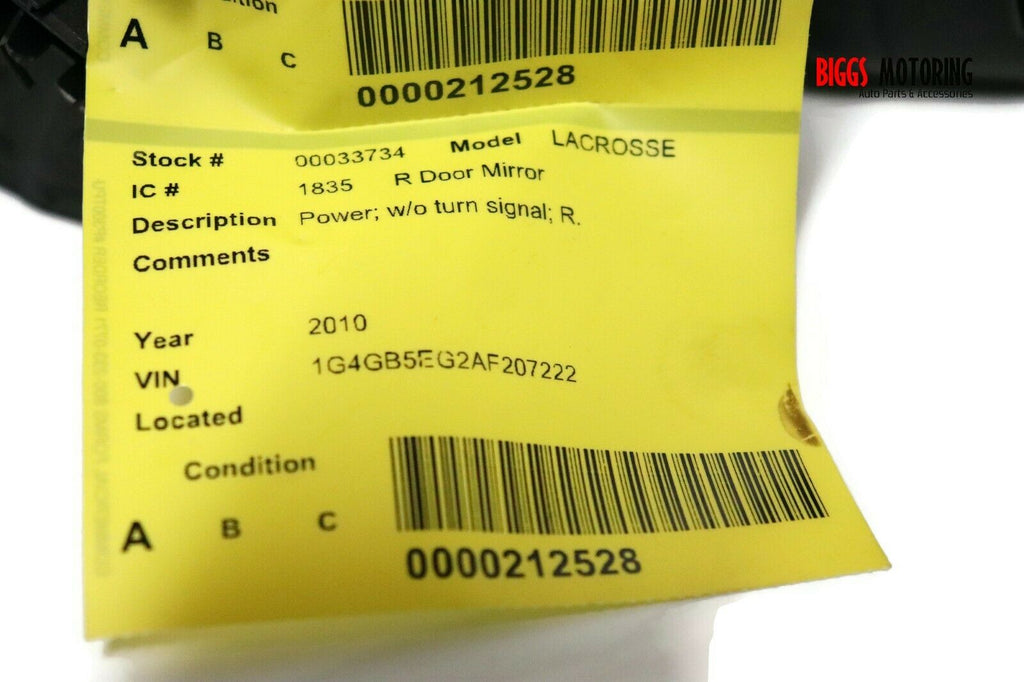 Condition
A B C
0000212528
BIGGS MOTORING
Auto Parts & Accessories
Stock # 00033734 Model LACROSSE
IC # 1835 R Door Mirror
Description Power; w/o turn signal; R.
Comments
Year 2010
VIN 1G4GB5EG2AF207222
Located
Condition
A B C
0000212528